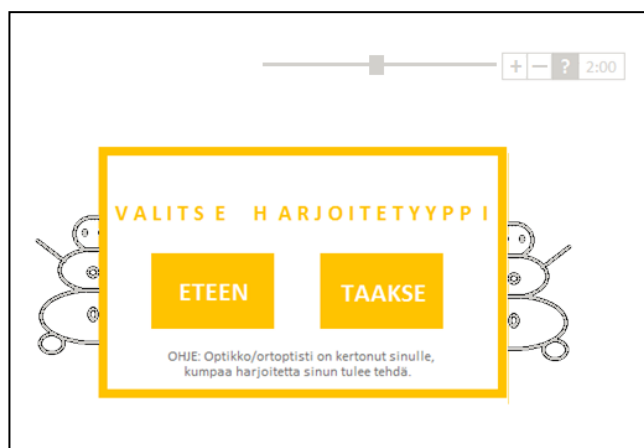 + − ? 2:00
VALITSE HARJOITETYYPPI
ETEEN TAAKSE
OHJE: Optikko/ortoptisti on kertonut sinulle,
kumpaa harjoitetta sinun tulee tehdä.